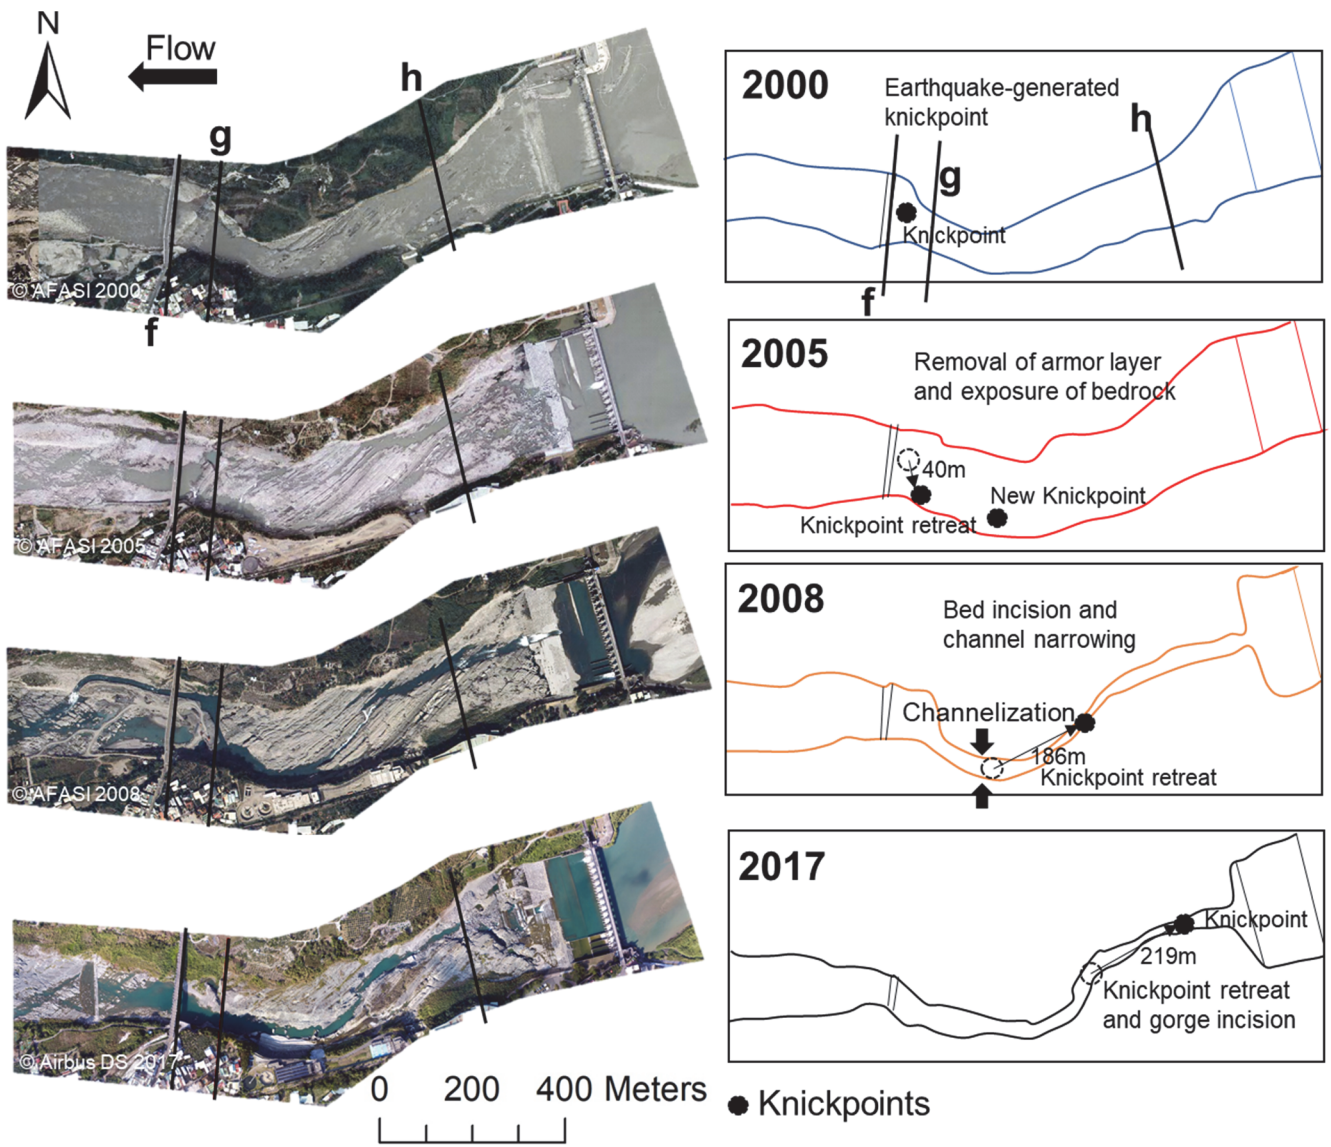 N
Flow
h
g
© AFASI 2000
f
© AFASI 2005
© AFASI 2008
© Airbus DS 2017
0 200 400 Meters
2000
Earthquake-generated
knickpoint
h
g
Knickpoint
f
2005
Removal of armor layer
and exposure of bedrock
40m
New Knickpoint
Knickpoint retreat
2008
Bed incision and
channel narrowing
Channelization
186m
Knickpoint retreat
2017
Knickpoint
219m
Knickpoint retreat
and gorge incision
Knickpoints